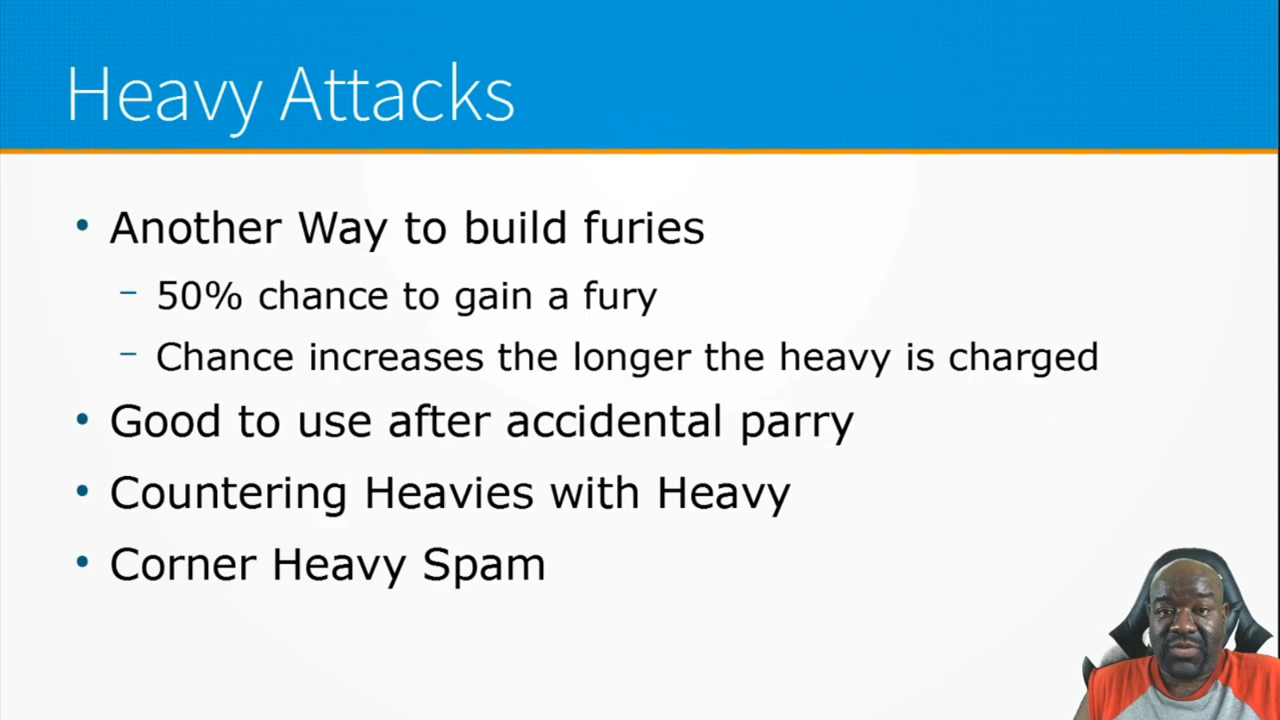 Heavy Attacks
• Another Way to build furies
– 50% chance to gain a fury
– Chance increases the longer the heavy is charged
• Good to use after accidental parry
• Countering Heavies with Heavy
• Corner Heavy Spam